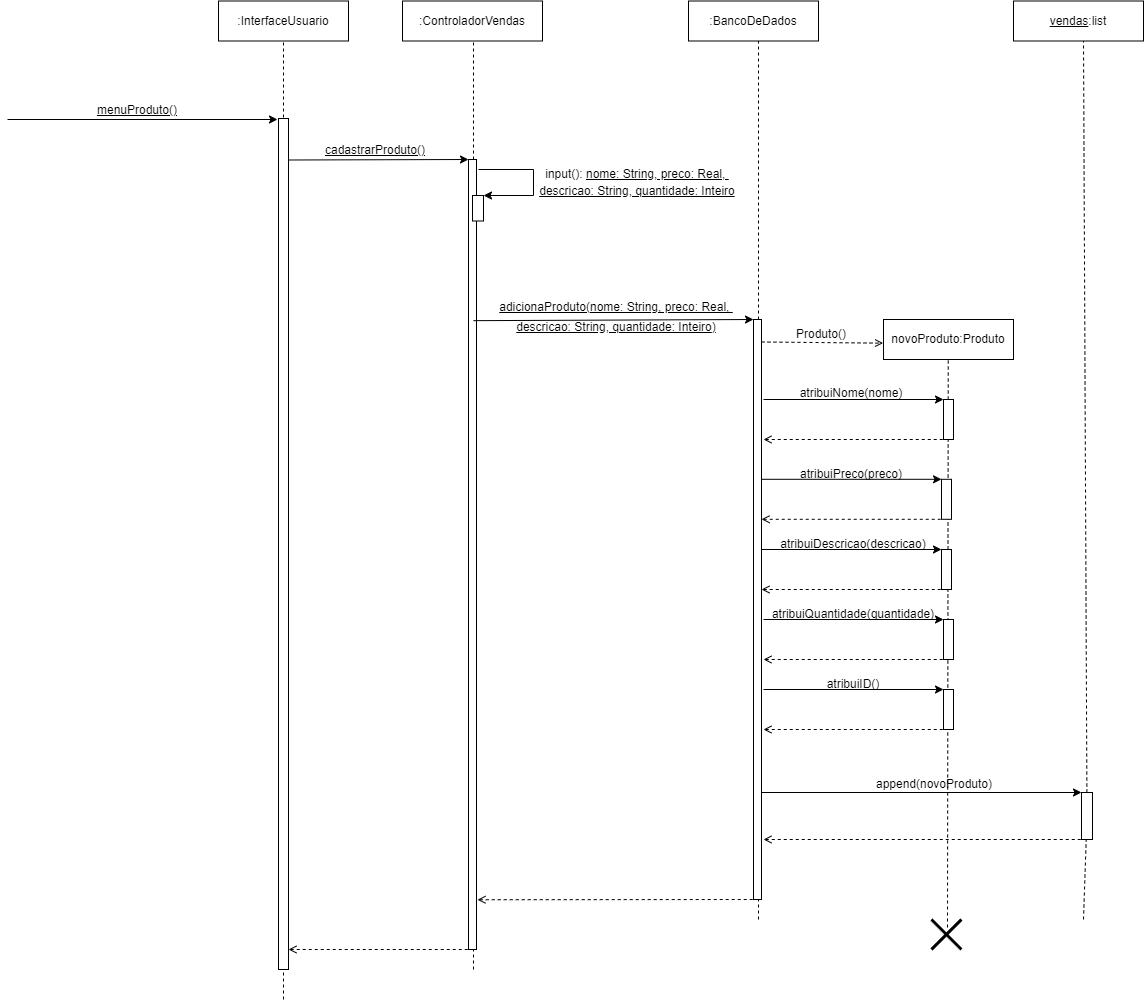 :InterfaceUsuario
:ControladorVendas
:BancoDeDados
vendas:list
menuProduto()
cadastrarProduto()
input(): nome: String, preco: Real,
descricao: String, quantidade: Inteiro
adicionaProduto(nome: String, preco: Real,
descricao: String, quantidade: Inteiro)
Produto()
novoProduto:Produto
atribuiNome(nome)
atribuiPreco(preco)
atribuiDescricao(descricao)
atribuiQuantidade(quantidade)
atribuiID()
append(novoProduto)